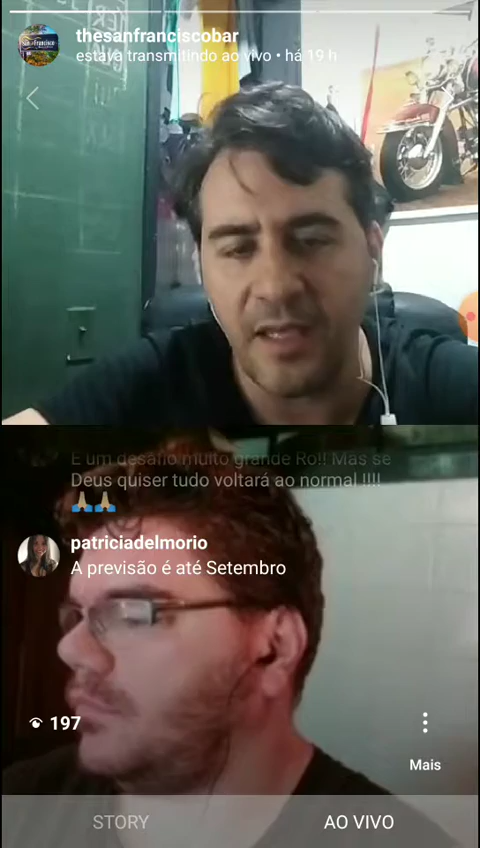 thesanfranciscobar
estava transmitindo ao vivo • há 19 h
É um desafio muito grande Ro!! Mas se
Deus quiser tudo voltará ao normal !!!!
🙏🏼🙏🏼
patriciadelmorio
A previsão é até Setembro
197
Mais
STORY
AO VIVO